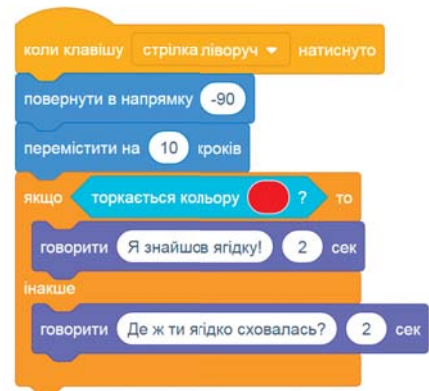 коли клавішу стрілка ліворуч натиснуто
повернути в напрямку -90
перемістити на 10 кроків
якщо торкається кольору ? то
говорити Я знайшов ягідку! 2 сек
інакше
говорити Де ж ти ягідко сховалась? 2 сек